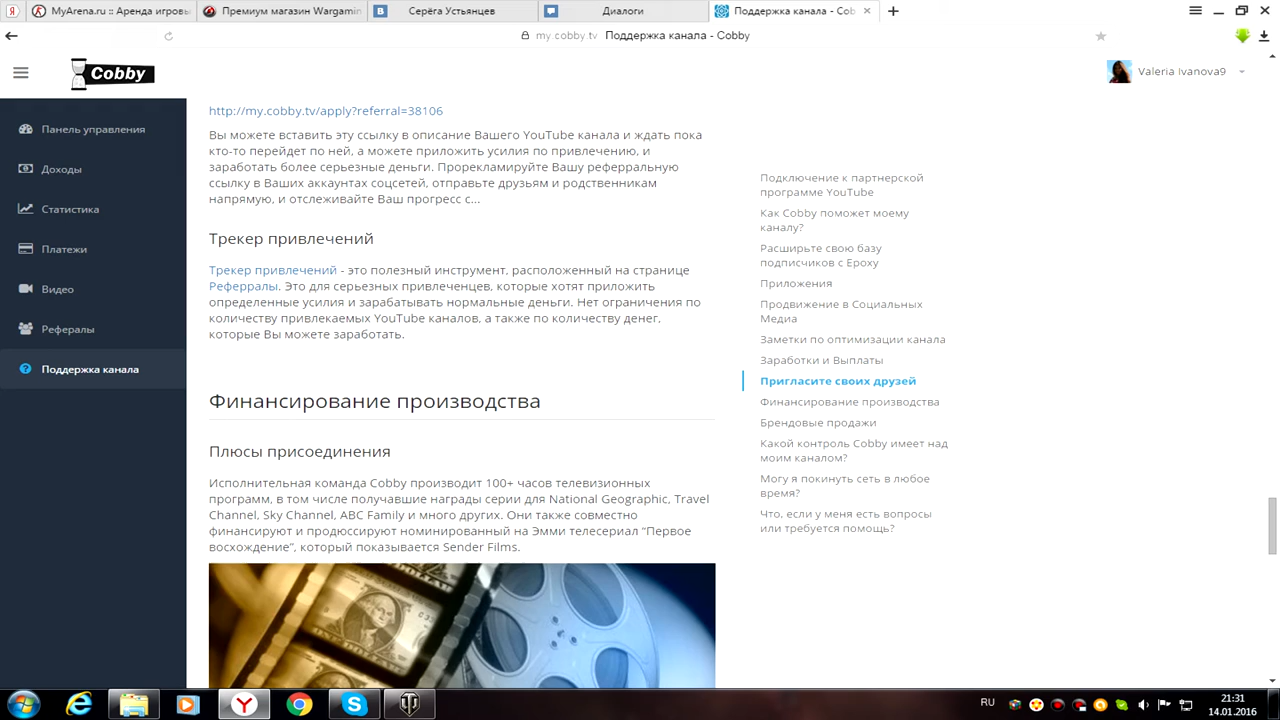 MyArena.ru :: Аренда игровы
Премиум магазин Wargamin
Серёга Устьянцев
Диалоги
Поддержка канала - Cob
my.cobby.tv Поддержка канала - Cobby
Cobby
Valeria Ivanova9
Панель управления
Доходы
Статистика
Платежи
Видео
Рефералы
Поддержка канала
http://my.cobby.tv/apply?referral=38106
Вы можете вставить эту ссылку в описание Вашего YouTube канала и ждать пока
кто-то перейдет по ней, а можете приложить усилия по привлечению, и
заработать более серьезные деньги. Прорекламируйте Вашу реферральную
ссылку в Ваших аккаунтах соцсетей, отправьте друзьям и родственникам
напрямую, и отслеживайте Ваш прогресс с...
Трекер привлечений
Трекер привлечений - это полезный инструмент, расположенный на странице
Реферралы. Это для серьезных привлеченцев, которые хотят приложить
определенные усилия и зарабатывать нормальные деньги. Нет ограничения по
количеству привлекаемых YouTube каналов, а также по количеству денег,
которые Вы можете заработать.
Финансирование производства
Плюсы присоединения
Исполнительная команда Cobby производит 100+ часов телевизионных
программ, в том числе получавшие награды серии для National Geographic, Travel
Channel, Sky Channel, ABC Family и много других. Они также совместно
финансируют и продюссируют номинированный на Эмми телесериал “Первое
восхождение”, который показывается Sender Films.
Подключение к партнерской
программе YouTube
Как Cobby поможет моему
каналу?
Расширьте свою базу
подписчиков с Epoxy
Приложения
Продвижение в Социальных
Медиа
Заметки по оптимизации канала
Заработки и Выплаты
Пригласите своих друзей
Финансирование производства
Брендовые продажи
Какой контроль Cobby имеет над
моим каналом?
Могу я покинуть сеть в любое
время?
Что, если у меня есть вопросы
или требуется помощь?
RU
21:31
14.01.2016